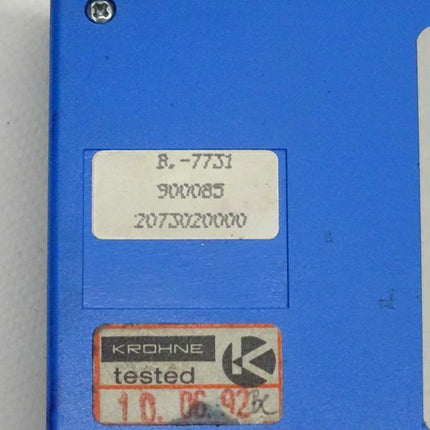 B.-7731
900085
2073020000
KROHNE
tested
10. 06. 92